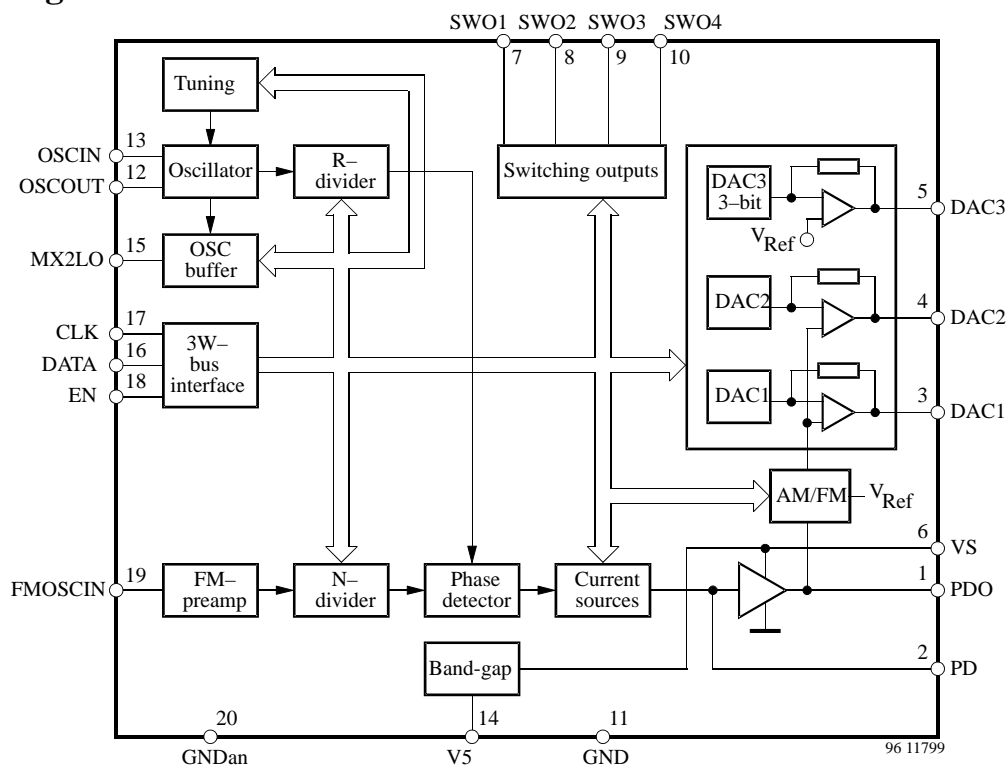 SWO1 SWO2 SWO3 SWO4
7 8 9 10
Tuning
13
OSCIN
12
OSCOUT
Oscillator
R–
divider
Switching outputs
DAC3
3–bit
5
DAC3
VRef
15
MX2LO
OSC
buffer
DAC2
4
DAC2
17
CLK
16
DATA
18
EN
3W–
bus
interface
DAC1
3
DAC1
AM/FM
VRef
6
VS
19
FMOSCIN
FM–
preamp
N–
divider
Phase
detector
Current
sources
1
PDO
2
PD
Band-gap
20
GNDan
14
V5
11
GND
96 11799